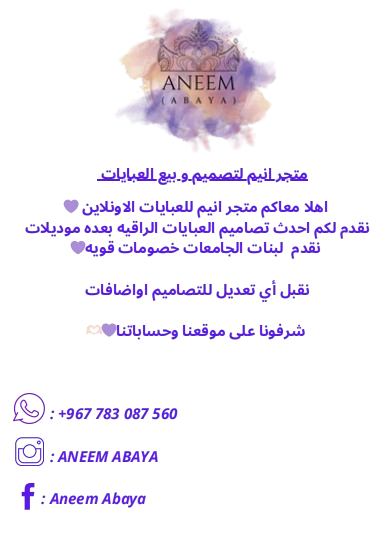 ANEEM
(ABAYA)
متجر انيم لتصميم و بيع العبايات
اهلا معاكم متجر انيم للعبايات الاونلاين 💜
نقدم لكم احدث تصاميم العبايات الراقيه بعده موديلات
نقدم لبنات الجامعات خصومات قويه💜
نقبل أي تعديل للتصاميم اواضافات
شرفونا على موقعنا وحساباتنا💜🫶🏻
: +967 783 087 560
: ANEEM ABAYA
: Aneem Abaya